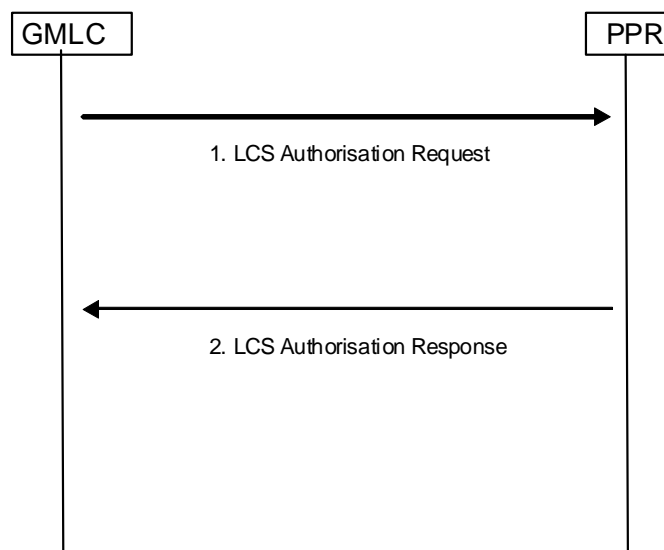 GMLC
PPR
1. LCS Authorisation Request
2. LCS Authorisation Response